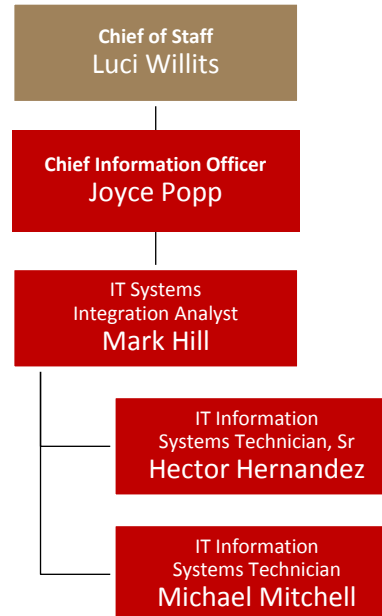 Chief of Staff
Luci Willits
Chief Information Officer
Joyce Popp
IT Systems
Integration Analyst
Mark Hill
IT Information
Systems Technician, Sr
Hector Hernandez
IT Information
Systems Technician
Michael Mitchell